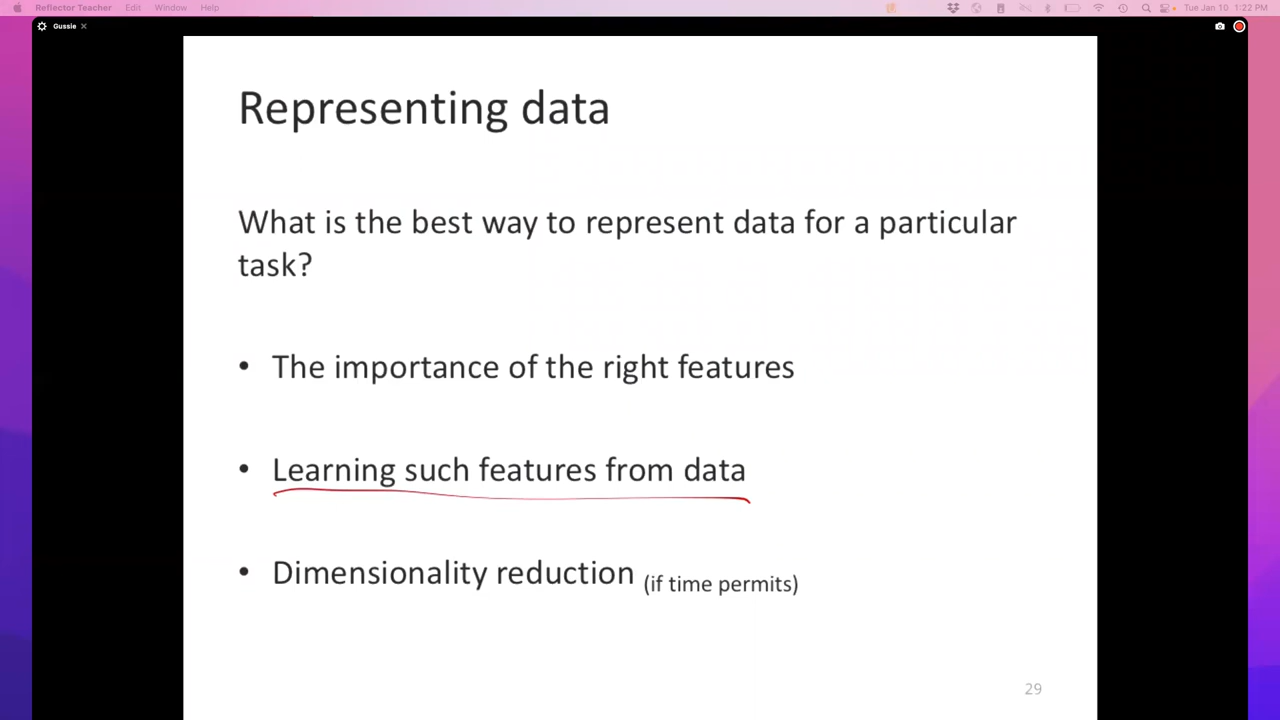 Reflector Teacher Edit Window Help Tue Jan 10 1:22 PM
Gussie
Representing data
What is the best way to represent data for a particular
task?
• The importance of the right features
• Learning such features from data
• Dimensionality reduction (if time permits)
29